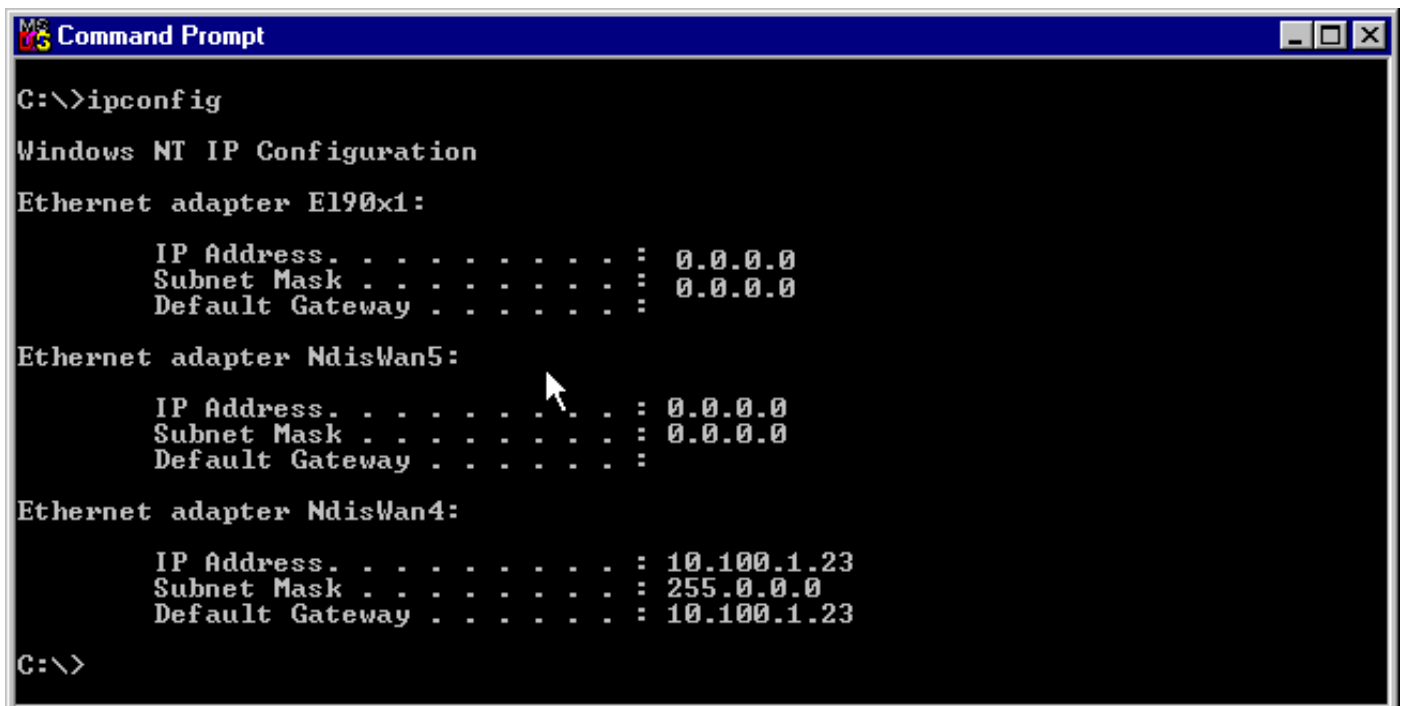 Command Prompt
C:\>ipconfig
Windows NT IP Configuration
Ethernet adapter El90x1:
IP Address. . . . . . . . . : 0.0.0.0
Subnet Mask . . . . . . . . : 0.0.0.0
Default Gateway . . . . . . :
Ethernet adapter NdisWan5:
IP Address. . . . . . . . . : 0.0.0.0
Subnet Mask . . . . . . . . : 0.0.0.0
Default Gateway . . . . . . :
Ethernet adapter NdisWan4:
IP Address. . . . . . . . . : 10.100.1.23
Subnet Mask . . . . . . . . : 255.0.0.0
Default Gateway . . . . . . : 10.100.1.23
C:\>